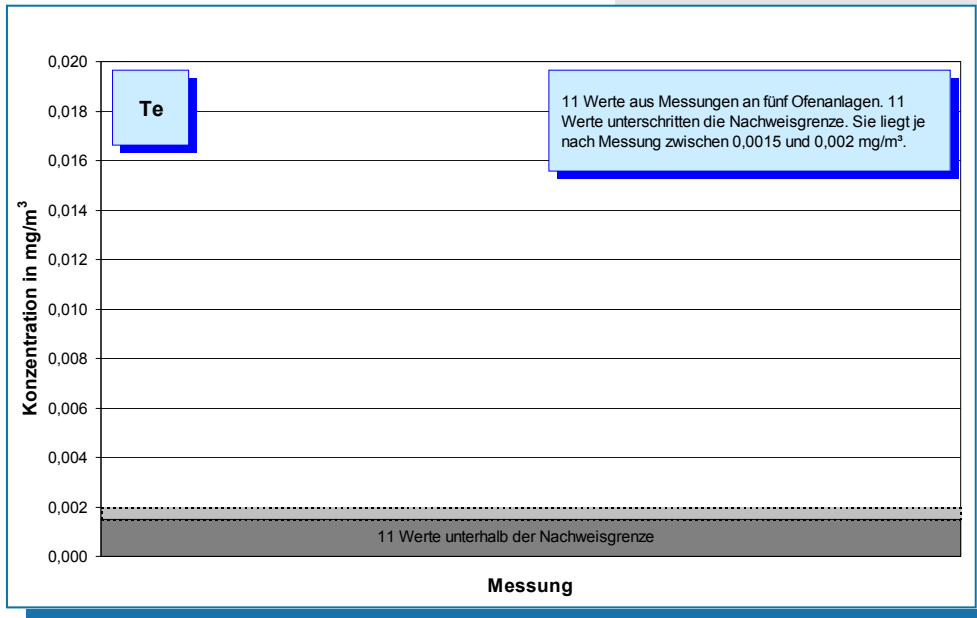 0,020
0,018
0,016
0,014
0,012
0,010
0,008
0,006
0,004
0,002
0,000
Konzentration in mg/m³
Te
11 Werte aus Messungen an fünf Ofenanlagen. 11
Werte unterschritten die Nachweisgrenze. Sie liegt je
nach Messung zwischen 0,0015 und 0,002 mg/m³.
11 Werte unterhalb der Nachweisgrenze
Messung